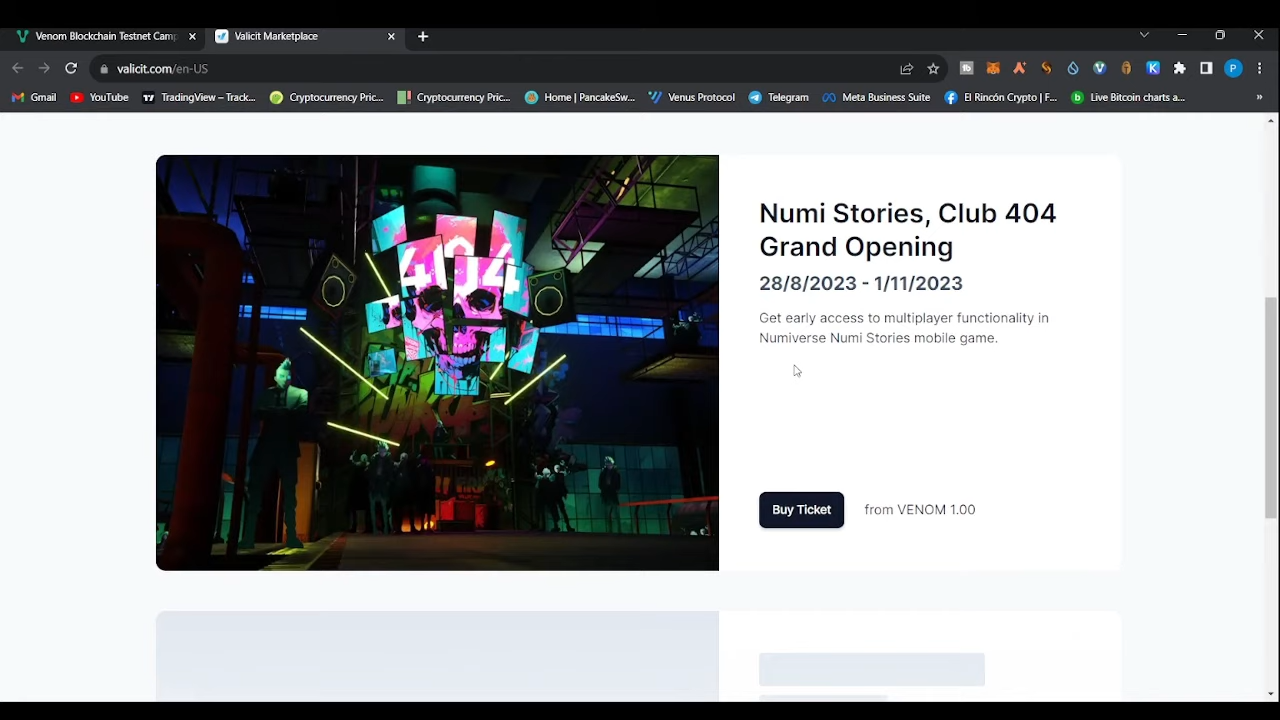 Venom Blockchain Testnet Camp
Valicit Marketplace
valicit.com/en-US
Gmail
YouTube
TradingView – Track...
Cryptocurrency Pric...
Cryptocurrency Pric...
Home | PancakeSw...
Venus Protocol
Telegram
Meta Business Suite
El Rincón Crypto | F...
Live Bitcoin charts a...
404
Numi Stories, Club 404
Grand Opening
28/8/2023 - 1/11/2023
Get early access to multiplayer functionality in
Numiverse Numi Stories mobile game.
Buy Ticket
from VENOM 1.00